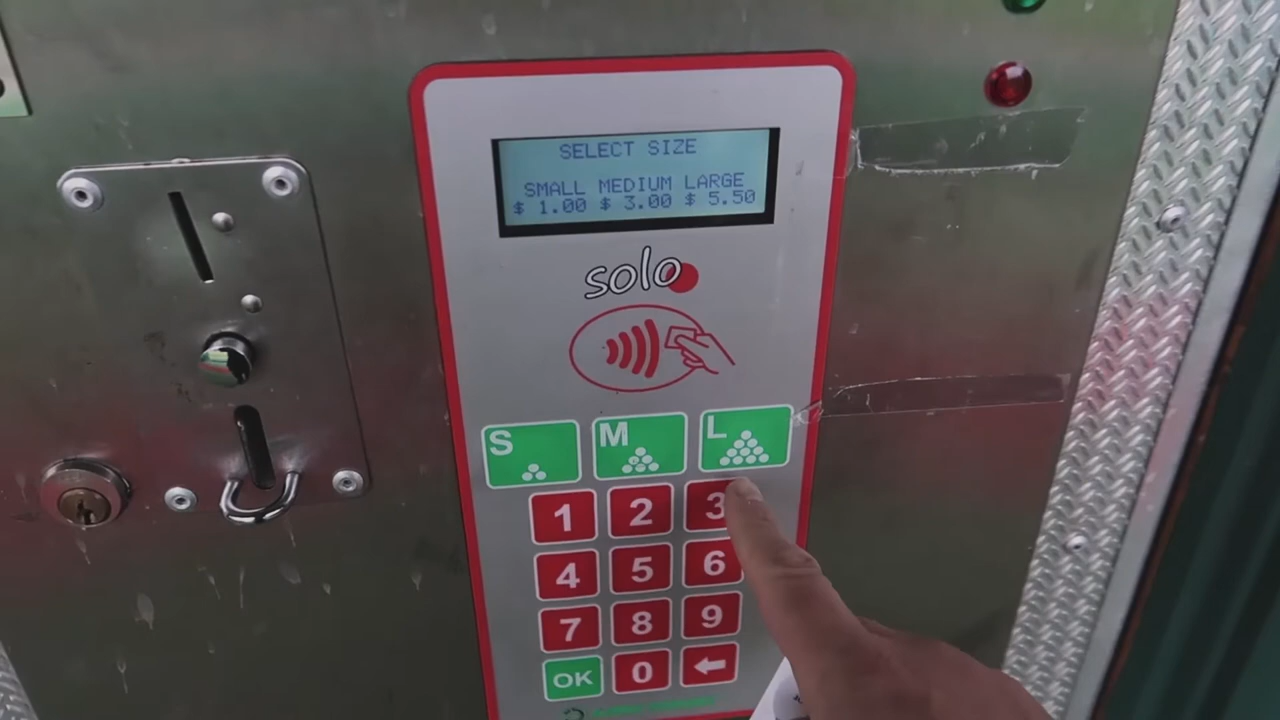 SELECT SIZE
SMALL MEDIUM LARGE
$ 1.00 $ 3.00 $ 5.50
solo
S M L
1 2 3
4 5 6
7 8 9
OK 0